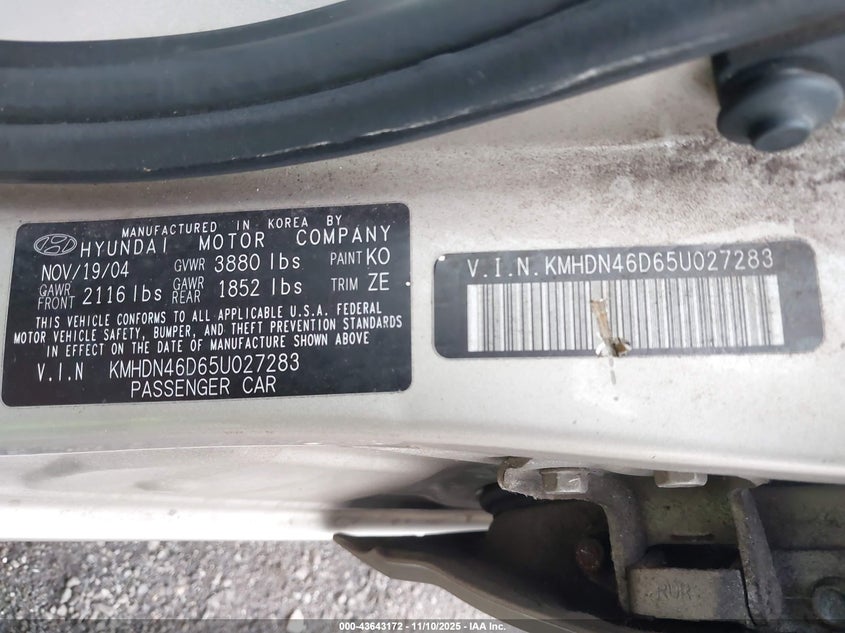 MANUFACTURED IN KOREA BY
HYUNDAI MOTOR COMPANY
NOV/19/04 GVWR 3880 lbs PAINT KO
GAWR FRONT 2116 lbs GAWR REAR 1852 lbs TRIM ZE
THIS VEHICLE CONFORMS TO ALL APPLICABLE U.S.A. FEDERAL
MOTOR VEHICLE SAFETY, BUMPER, AND THEFT PREVENTION STANDARDS
IN EFFECT ON THE DATE OF MANUFACTURE SHOWN ABOVE
V.I.N KMHDN46D65U027283
PASSENGER CAR
V.I.N.KMHDN46D65U027283
000-43643172 - 11/10/2025 - IAA Inc.